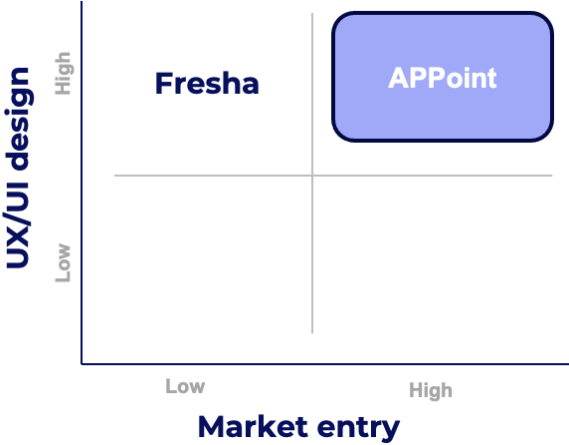 UX/UI design
High
Fresha
APPoint
Low
Low
High
Market entry